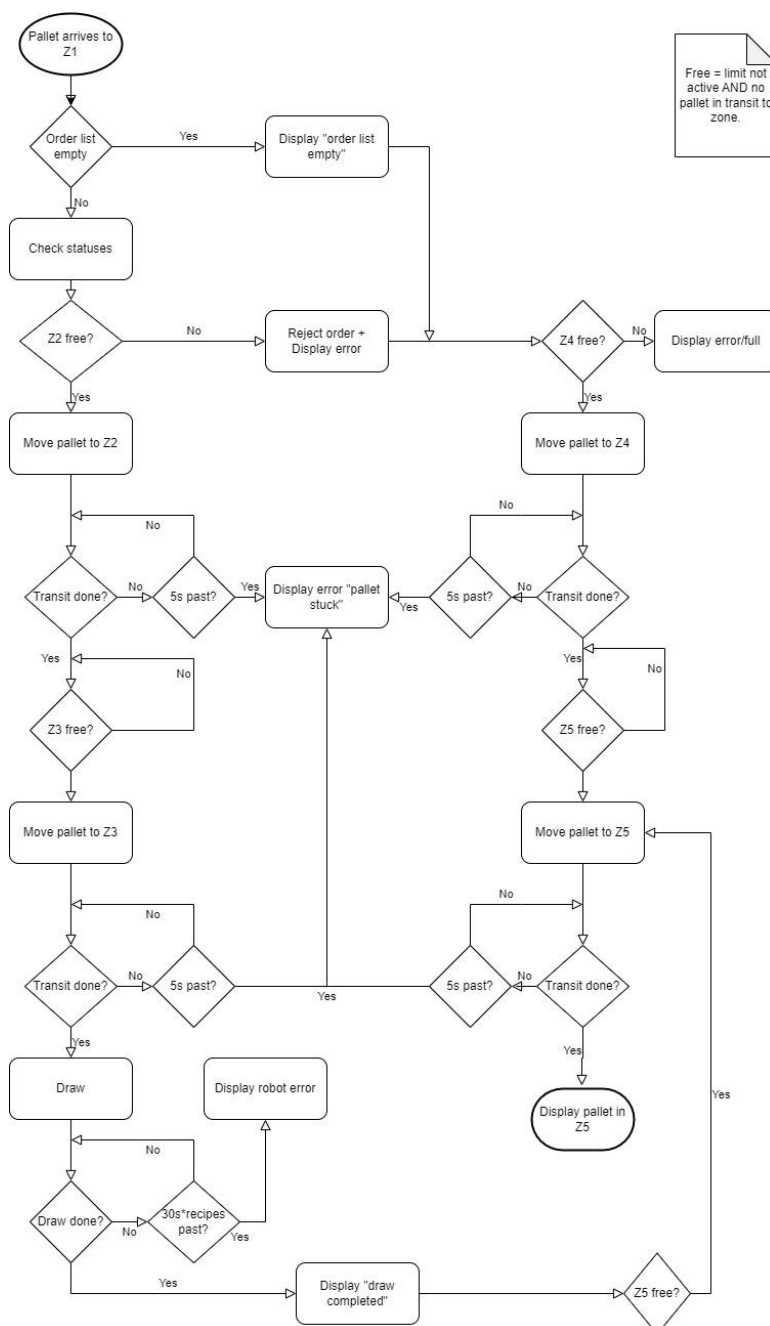 Pallet arrives to
Z1
Free = limit not
active AND no
pallet in transit to
zone.
Order list
empty
Yes
Display "order list
empty"
No
Check statuses
Z2 free?
No
Reject order +
Display error
Z4 free?
No
Display error/full
Yes
Yes
Move pallet to Z2
Move pallet to Z4
No
No
Transit done?
No
5s past?
Yes
Display error "pallet
stuck"
Yes
5s past?
No
Transit done?
Yes
No
Yes
No
Z3 free?
Z5 free?
Move pallet to Z3
Move pallet to Z5
No
No
Transit done?
No
5s past?
Yes
5s past?
No
Transit done?
Yes
Yes
Draw
Display robot error
Display pallet in
Z5
Yes
No
Draw done?
No
30s*recipes
past?
Yes
Yes
Display "draw
completed"
Z5 free?